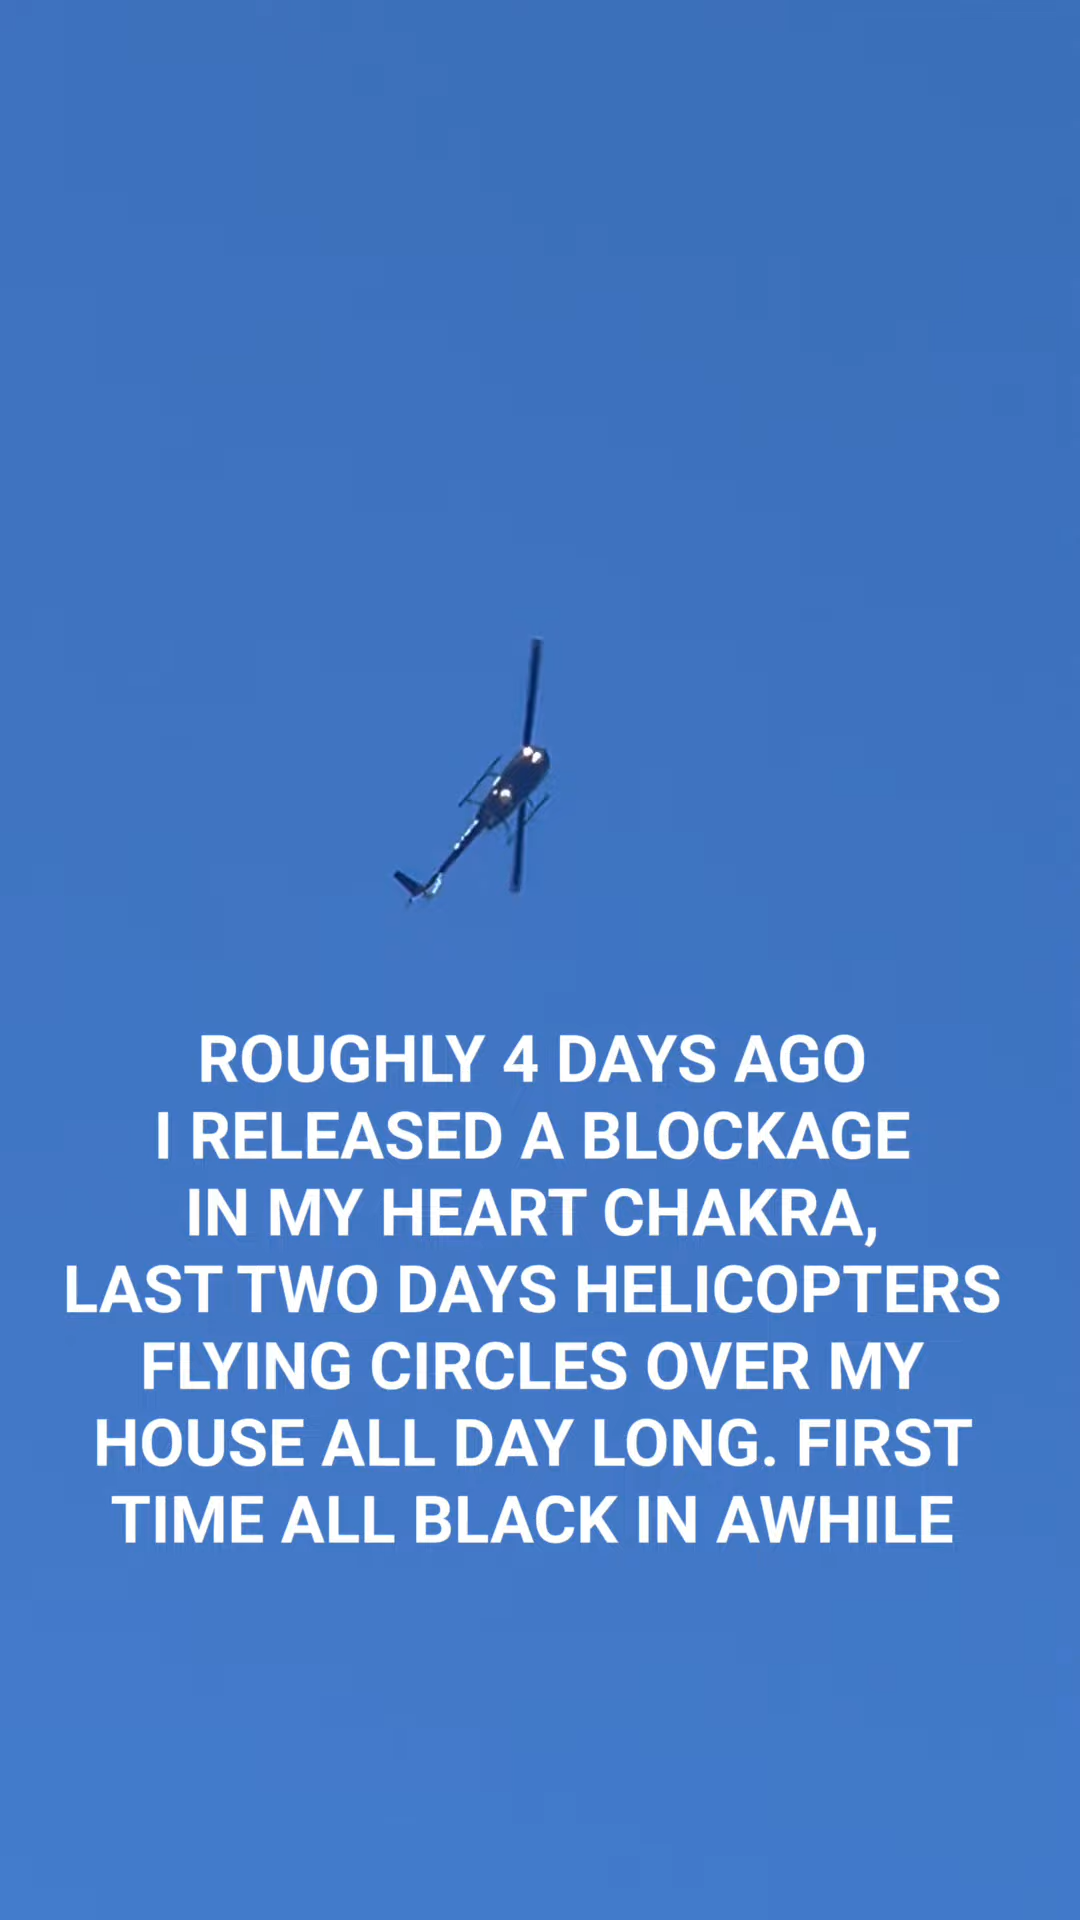 ROUGHLY 4 DAYS AGO
I RELEASED A BLOCKAGE
IN MY HEART CHAKRA,
LAST TWO DAYS HELICOPTERS
FLYING CIRCLES OVER MY
HOUSE ALL DAY LONG. FIRST
TIME ALL BLACK IN AWHILE